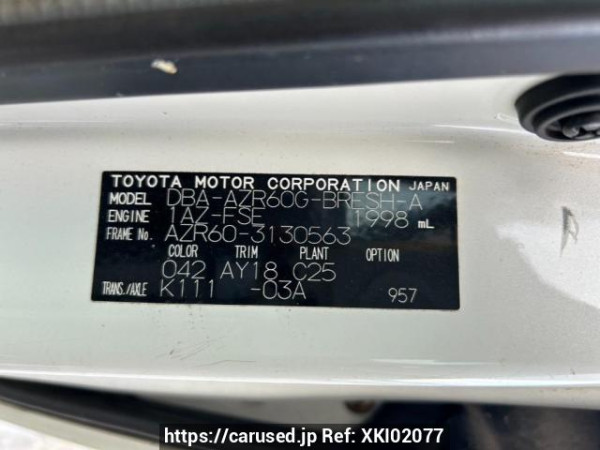 TOYOTA MOTOR CORPORATION JAPAN
MODEL DBA-AZR60G-BRESH-A
ENGINE 1AZ-FSE 1998 mL
FRAME No. AZR60-3130563
COLOR TRIM PLANT OPTION
042 AY18 C25
TRANS./AXLE K111 -03A 957
https://carused.jp Ref: XKI02077